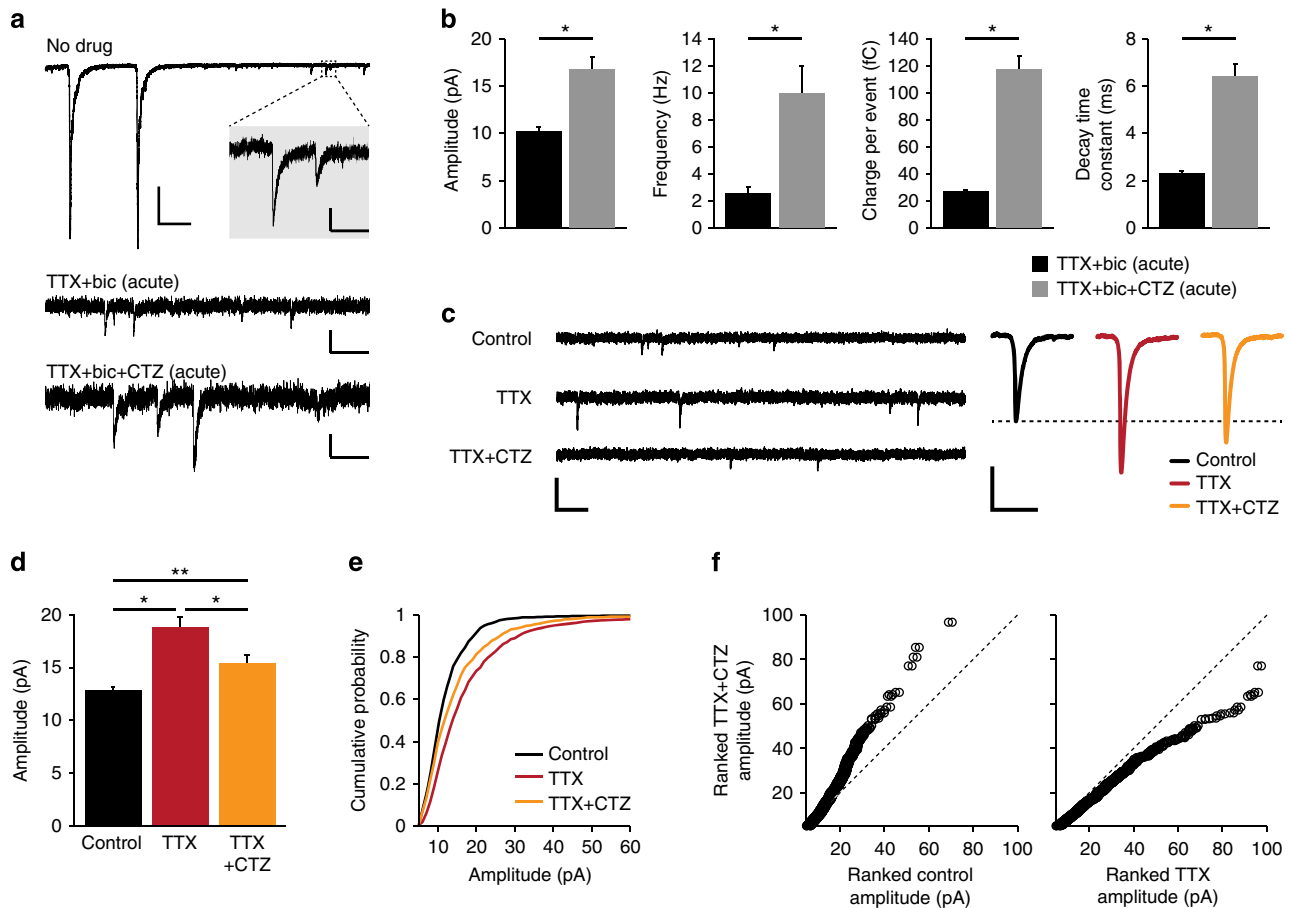 a
No drug
TTX+bic (acute)
TTX+bic+CTZ (acute)
b
*
*
*
*
20
15
10
5
0
Amplitude (pA)
14
12
10
8
6
4
2
0
Frequency (Hz)
140
120
100
80
60
40
20
0
Charge per event (fC)
8
6
4
2
0
Decay time
constant (ms)
TTX+bic (acute)
TTX+bic+CTZ (acute)
c
Control
TTX
TTX+CTZ
Control
TTX
TTX+CTZ
d
**
*
*
20
15
10
5
0
Amplitude (pA)
Control
TTX
TTX
+CTZ
e
1
0.8
0.6
0.4
0.2
0
Cumulative probability
Control
TTX
TTX+CTZ
10
20
30
40
50
60
Amplitude (pA)
f
100
80
60
40
20
Ranked TTX+CTZ
amplitude (pA)
20
40
60
80
100
Ranked control
amplitude (pA)
20
40
60
80
100
Ranked TTX
amplitude (pA)